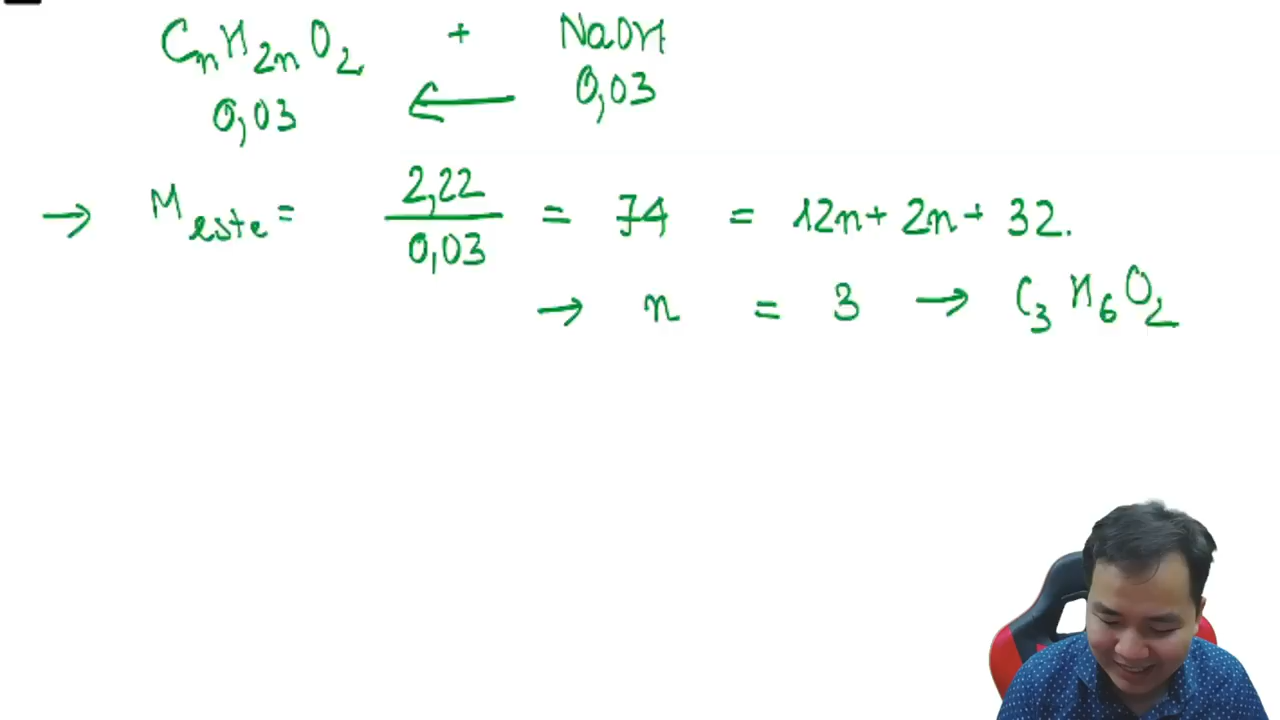 CnH2nO2 + NaOH
0,03 ← 0,03
→ Meste = 2,22 / 0,03 = 74 = 12n + 2n + 32.
→ n = 3 → C3H6O2